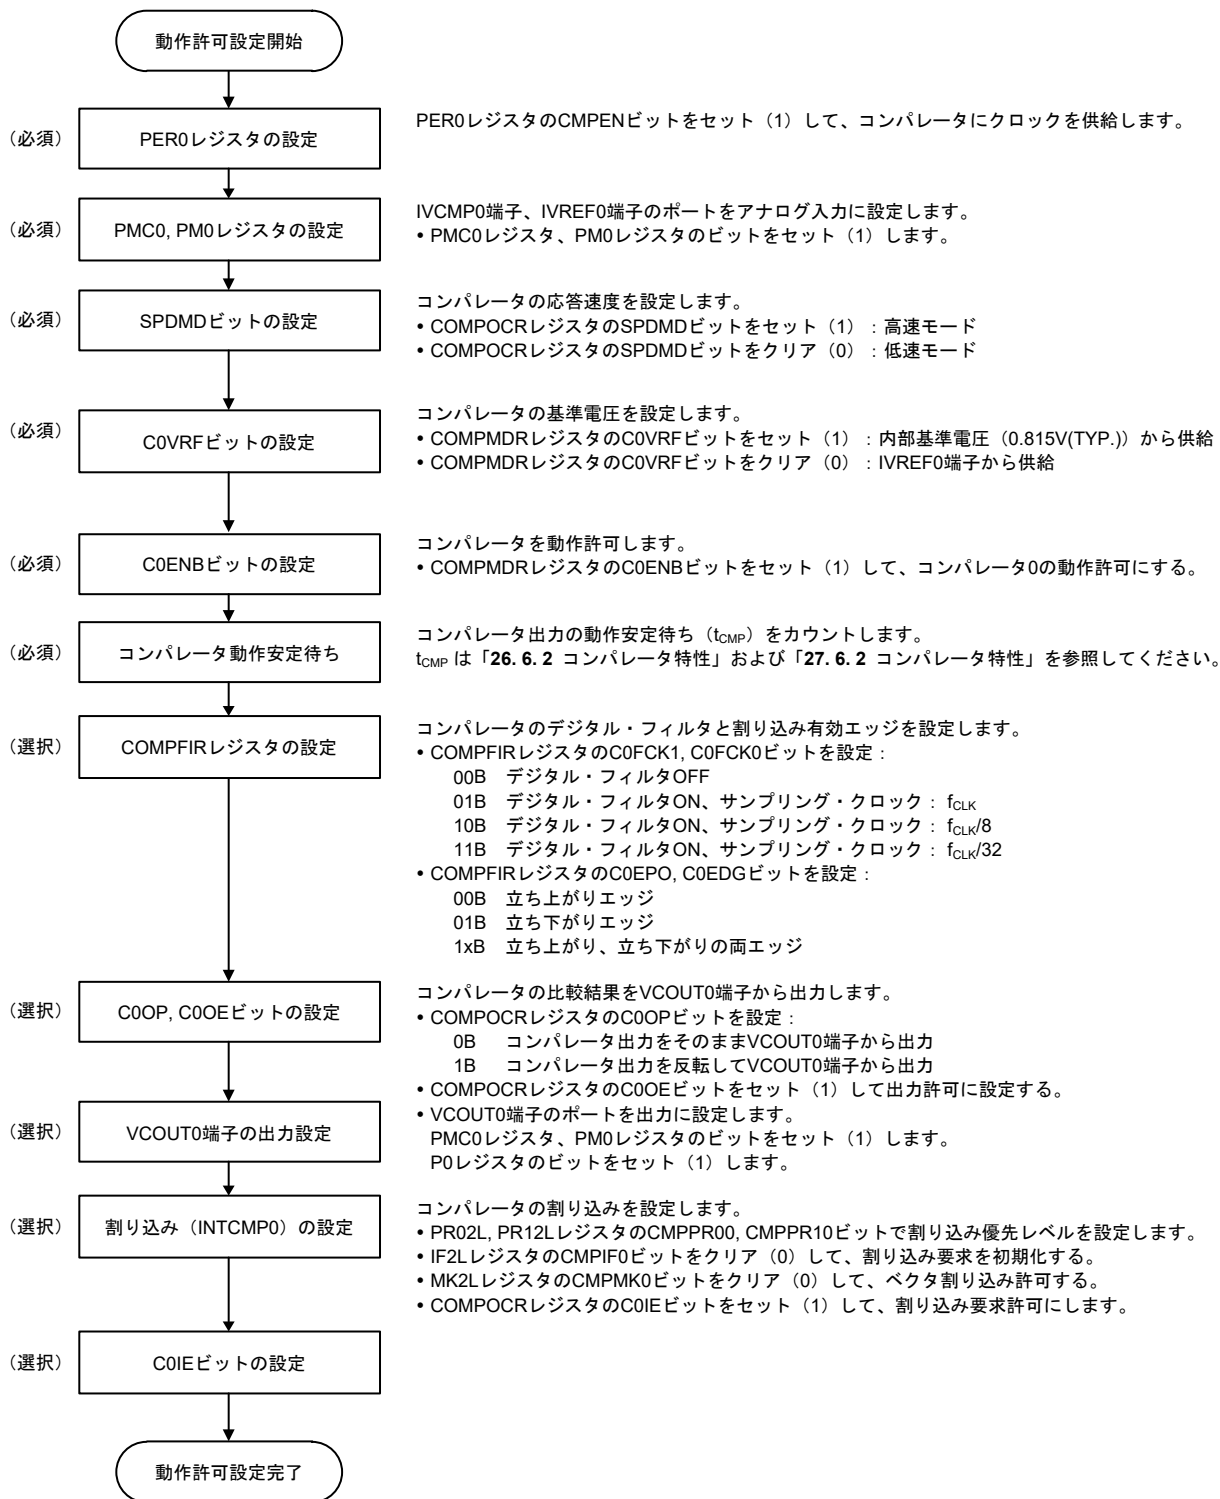 動作許可設定開始
（必須）
PER0レジスタの設定
PER0レジスタのCMPENビットをセット（1）して、コンパレータにクロックを供給します。
（必須）
PMC0, PM0レジスタの設定
IVCMP0端子、IVREF0端子のポートをアナログ入力に設定します。
• PMC0レジスタ、PM0レジスタのビットをセット（1）します。
（必須）
SPDMDビットの設定
コンパレータの応答速度を設定します。
• COMPOCRレジスタのSPDMDビットをセット（1）：高速モード
• COMPOCRレジスタのSPDMDビットをクリア（0）：低速モード
（必須）
C0VRFビットの設定
コンパレータの基準電圧を設定します。
• COMPMDRレジスタのC0VRFビットをセット（1）：内部基準電圧（0.815V(TYP.)）から供給
• COMPMDRレジスタのC0VRFビットをクリア（0）：IVREF0端子から供給
（必須）
C0ENBビットの設定
コンパレータを動作許可します。
• COMPMDRレジスタのC0ENBビットをセット（1）して、コンパレータ0の動作許可にする。
（必須）
コンパレータ動作安定待ち
コンパレータ出力の動作安定待ち（tCMP）をカウントします。
tCMP は「26. 6. 2 コンパレータ特性」および「27. 6. 2 コンパレータ特性」を参照してください。
（選択）
COMPFIRレジスタの設定
コンパレータのデジタル・フィルタと割り込み有効エッジを設定します。
• COMPFIRレジスタのC0FCK1, C0FCK0ビットを設定：
00B デジタル・フィルタOFF
01B デジタル・フィルタON、サンプリング・クロック：fCLK
10B デジタル・フィルタON、サンプリング・クロック：fCLK/8
11B デジタル・フィルタON、サンプリング・クロック：fCLK/32
• COMPFIRレジスタのC0EPO, C0EDGビットを設定：
00B 立ち上がりエッジ
01B 立ち下がりエッジ
1xB 立ち上がり、立ち下がりの両エッジ
（選択）
C0OP, C0OEビットの設定
コンパレータの比較結果をVCOUT0端子から出力します。
• COMPOCRレジスタのC0OPビットを設定：
0B コンパレータ出力をそのままVCOUT0端子から出力
1B コンパレータ出力を反転してVCOUT0端子から出力
• COMPOCRレジスタのC0OEビットをセット（1）して出力許可に設定する。
（選択）
VCOUT0端子の出力設定
• VCOUT0端子のポートを出力に設定します。
PMC0レジスタ、PM0レジスタのビットをセット（1）します。
P0レジスタのビットをセット（1）します。
（選択）
割り込み（INTCMP0）の設定
コンパレータの割り込みを設定します。
• PR02L, PR12LレジスタのCMPPR00, CMPPR10ビットで割り込み優先レベルを設定します。
• IF2LレジスタのCMPIF0ビットをクリア（0）して、割り込み要求を初期化する。
• MK2LレジスタのCMPMK0ビットをクリア（0）して、ベクタ割り込み許可する。
• COMPOCRレジスタのC0IEビットをセット（1）して、割り込み要求許可にします。
（選択）
C0IEビットの設定
動作許可設定完了